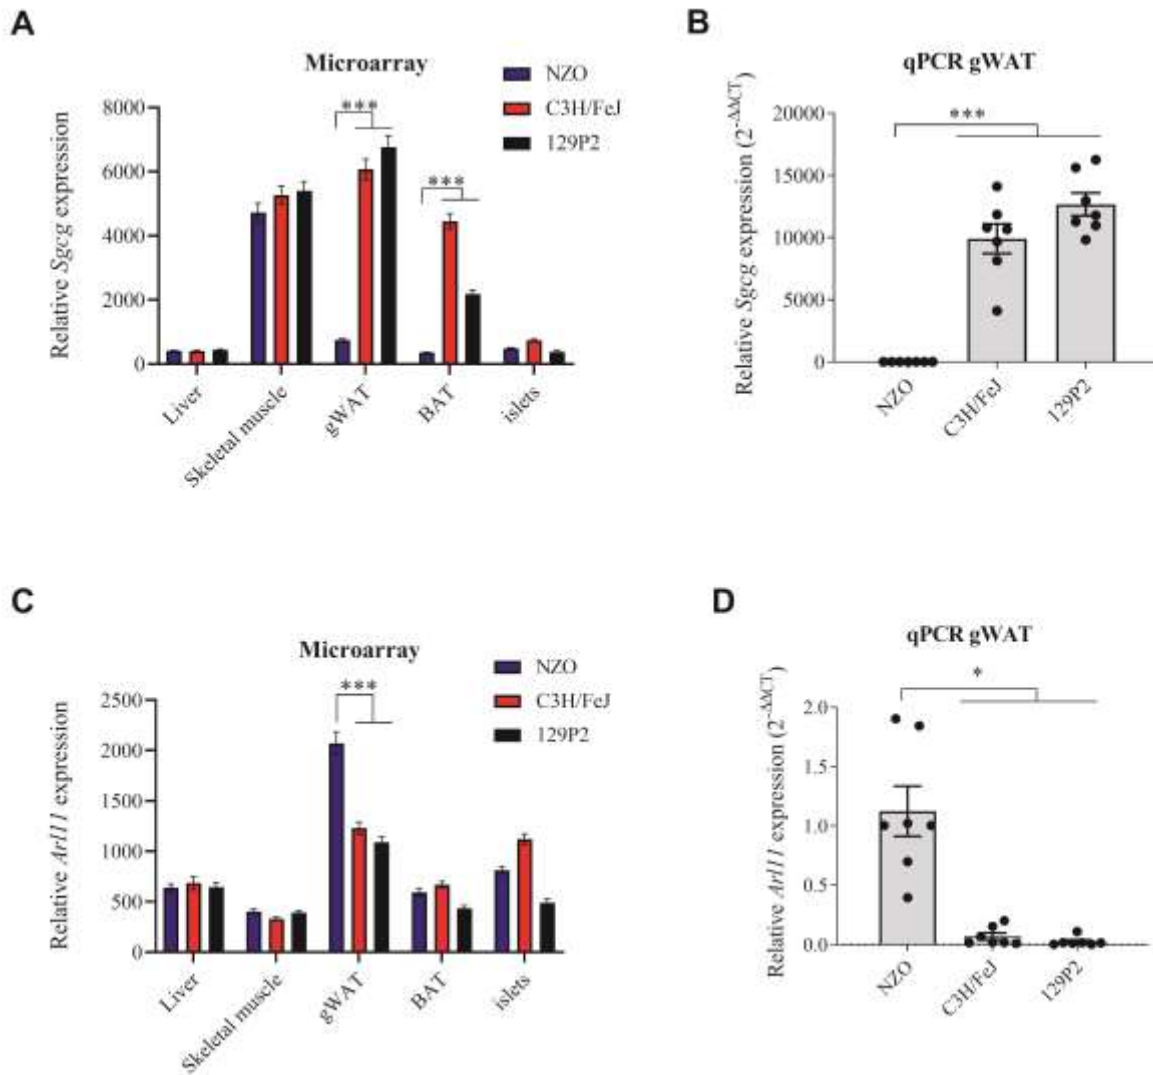 A
Microarray
NZO
C3H/FeJ
129P2
Relative Sgcg expression
8000
6000
4000
2000
0
***
***
Liver
Skeletal muscle
gWAT
BAT
islets
B
qPCR gWAT
Relative Sgcg expression (2^-ΔΔCT)
20000
15000
10000
5000
0
***
NZO
C3H/FeJ
129P2
C
Microarray
NZO
C3H/FeJ
129P2
Relative Arl11 expression
2500
2000
1500
1000
500
0
***
Liver
Skeletal muscle
gWAT
BAT
islets
D
qPCR gWAT
Relative Arl11 expression (2^-ΔΔCT)
2.0
1.5
1.0
0.5
0.0
*
NZO
C3H/FeJ
129P2